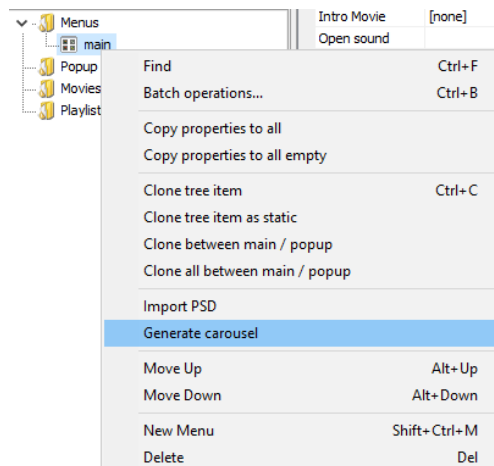 Menus
Intro Movie [none]
main
Open sound
Popup
Movies
Playlist
Find Ctrl+F
Batch operations... Ctrl+B
Copy properties to all
Copy properties to all empty
Clone tree item Ctrl+C
Clone tree item as static
Clone between main / popup
Clone all between main / popup
Import PSD
Generate carousel
Move Up Alt+Up
Move Down Alt+Down
New Menu Shift+Ctrl+M
Delete Del